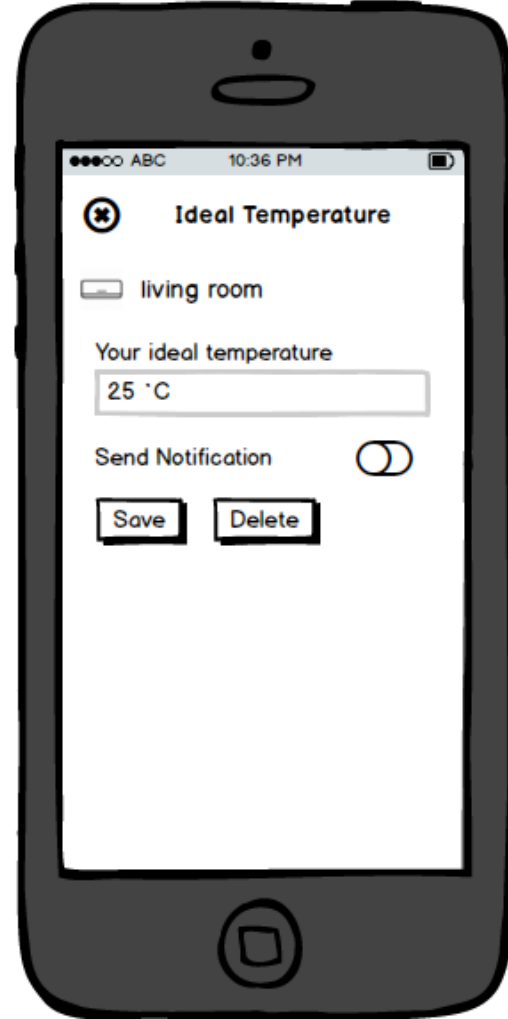 ABC 10:36 PM
Ideal Temperature
living room
Your ideal temperature
25 °C
Send Notification
Save Delete